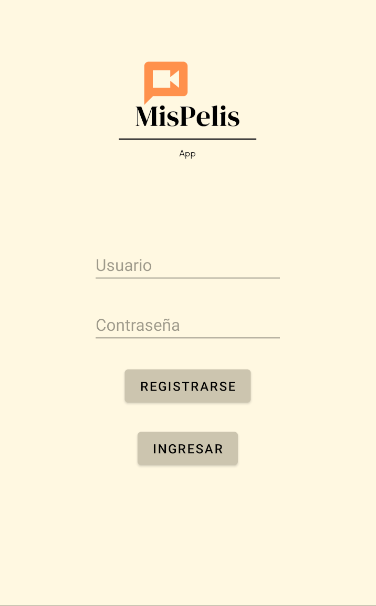 MisPelis
App
Usuario
Contraseña
REGISTRARSE
INGRESAR